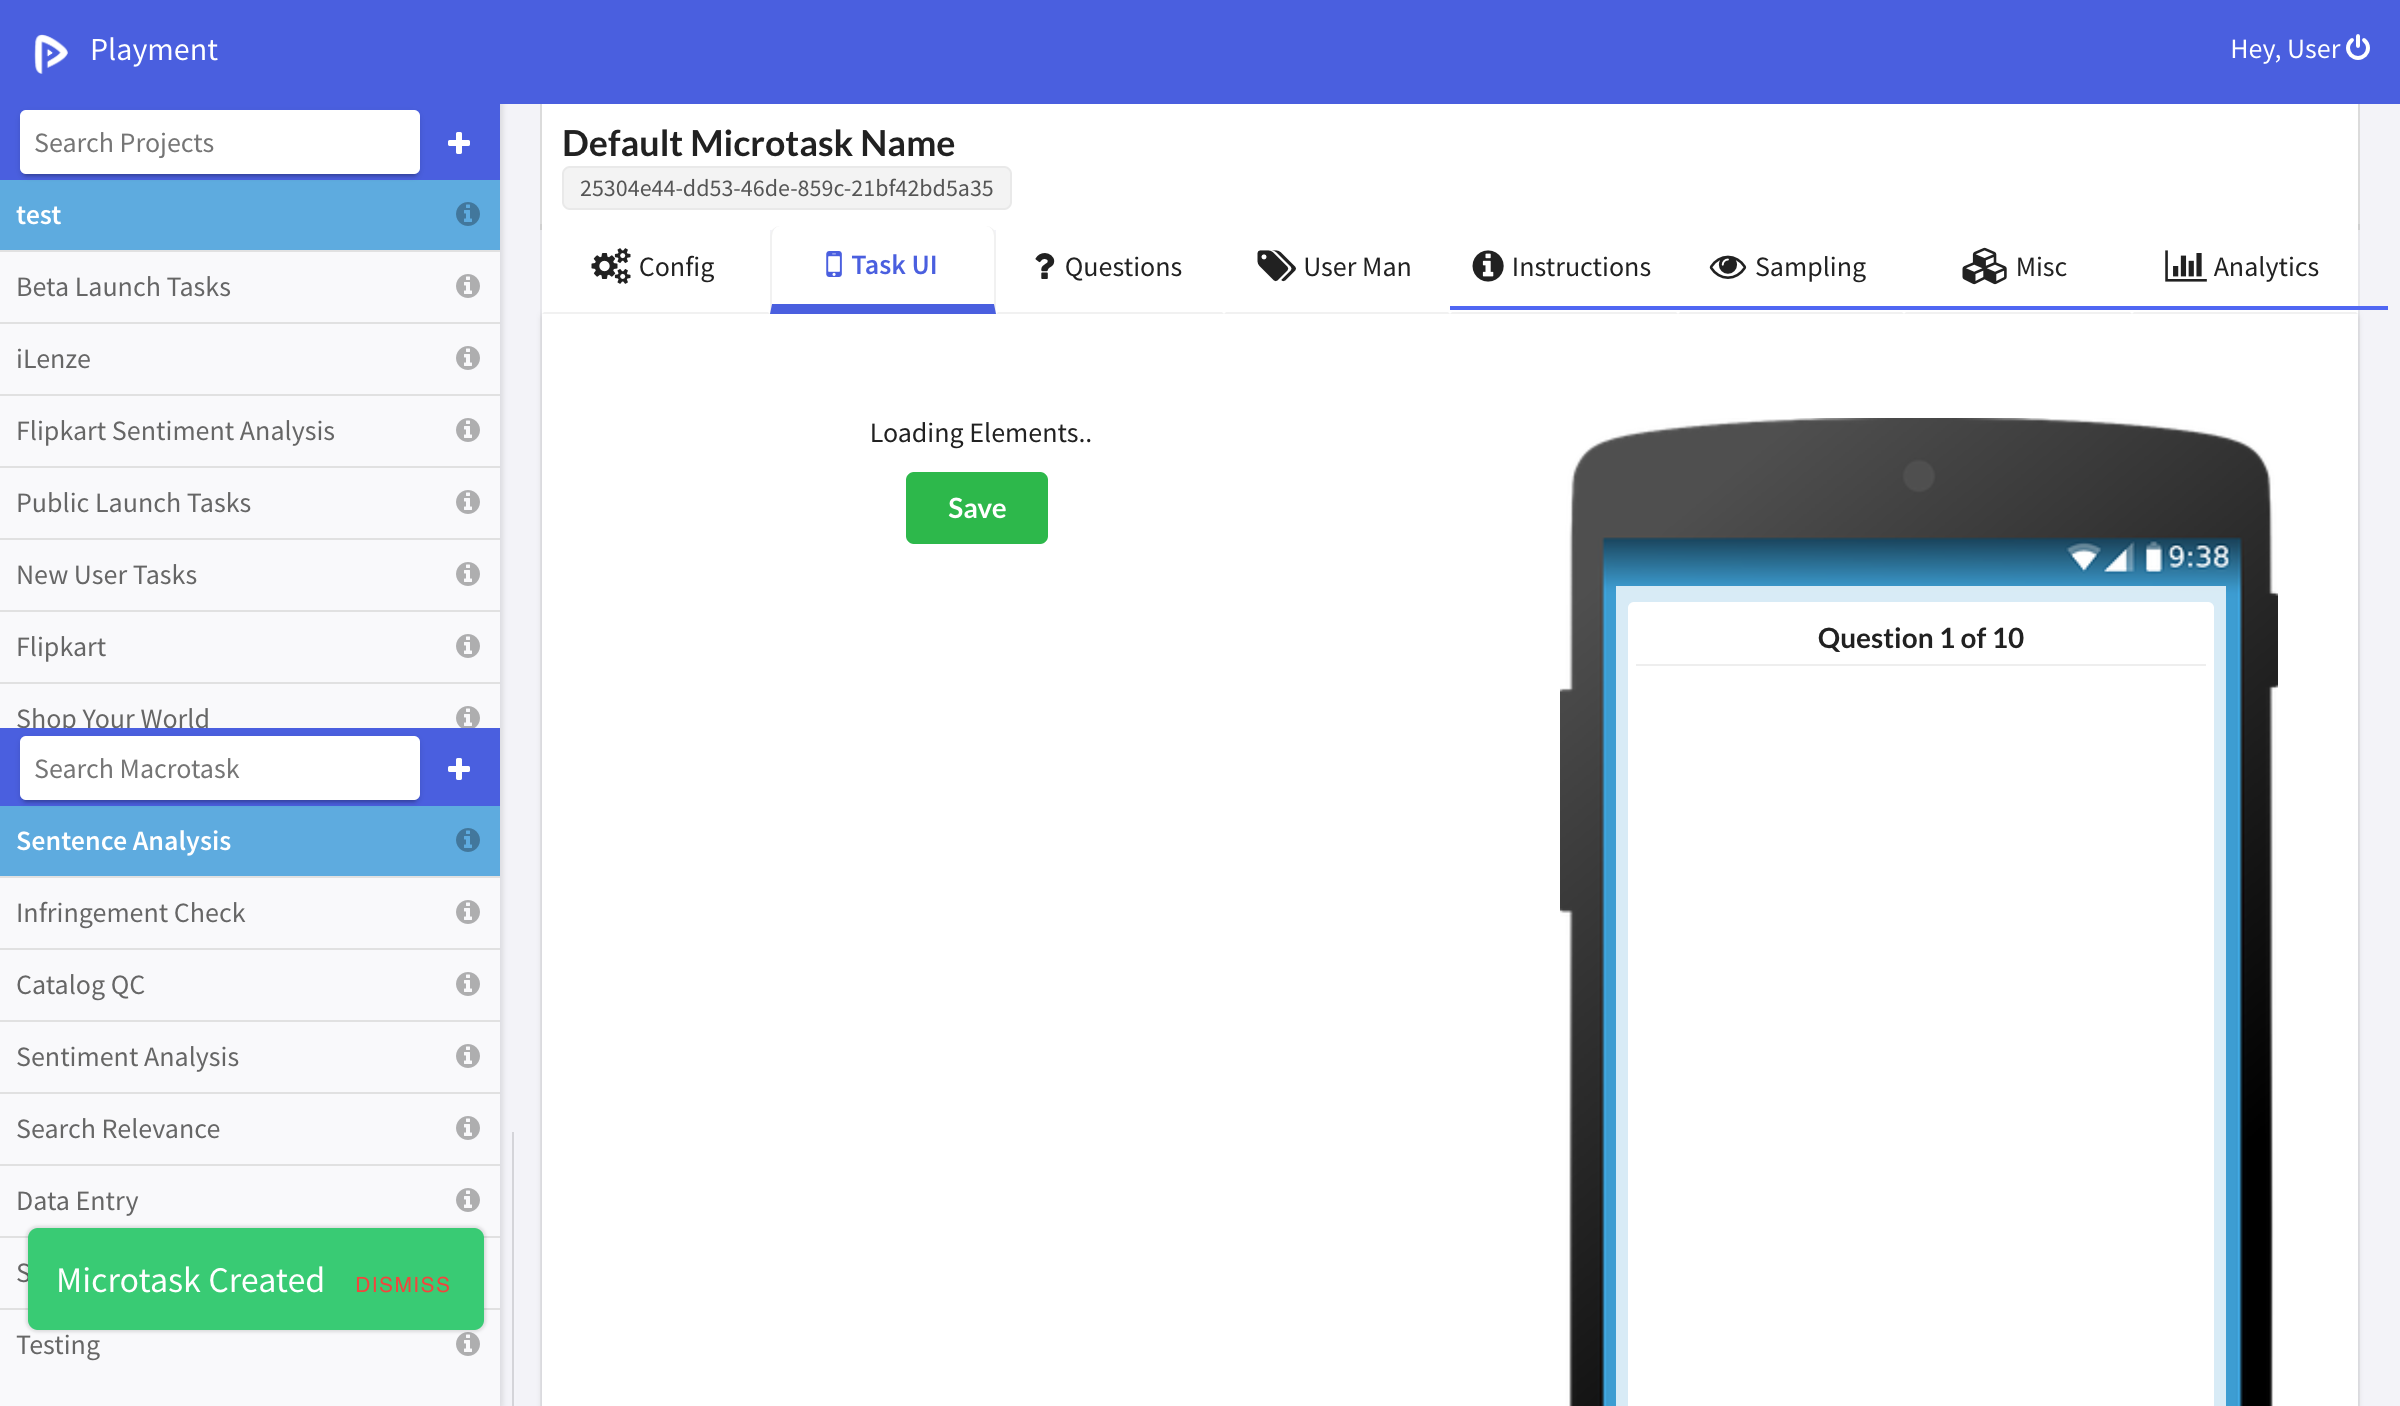 Playment
Hey, User
Search Projects
test
Beta Launch Tasks
iLenze
Flipkart Sentiment Analysis
Public Launch Tasks
New User Tasks
Flipkart
Shop Your World
Search Macrotask
Sentence Analysis
Infringement Check
Catalog QC
Sentiment Analysis
Search Relevance
Data Entry
S
Microtask Created DISMISS
Testing
Default Microtask Name
25304e44-dd53-46de-859c-21bf42bd5a35
Config Task UI ? Questions User Man Instructions Sampling Misc Analytics
Loading Elements..
Save
9:38
Question 1 of 10